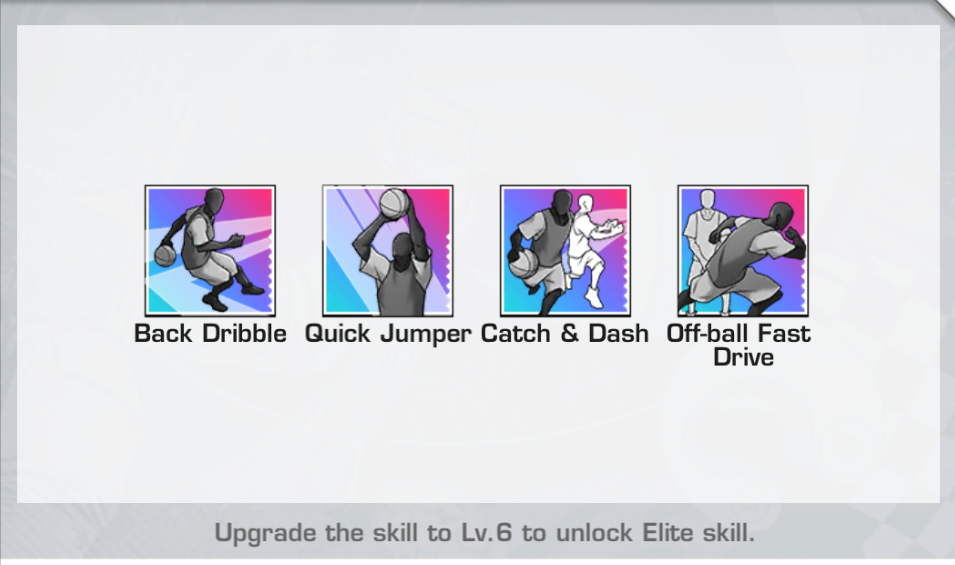 Back Dribble
Quick Jumper
Catch & Dash
Off-ball Fast
Drive
Upgrade the skill to Lv.6 to unlock Elite skill.